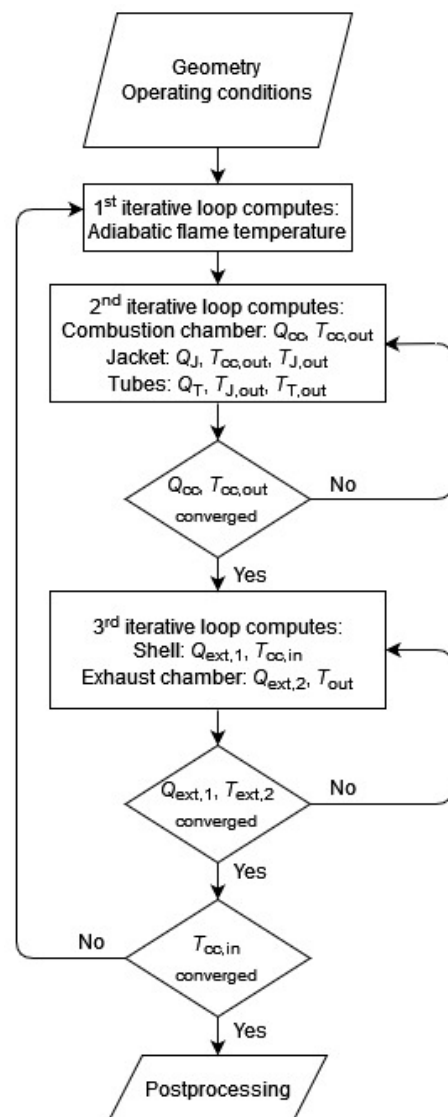 Geometry
Operating conditions
1st iterative loop computes:
Adiabatic flame temperature
2nd iterative loop computes:
Combustion chamber: Qcc, Tcc,out
Jacket: QJ, Tcc,out, TJ,out
Tubes: QT, TJ,out, TT,out
Qcc, Tcc,out
converged
No
Yes
3rd iterative loop computes:
Shell: Qext,1, Tcc,in
Exhaust chamber: Qext,2, Tout
Qext,1, Text,2
converged
No
Yes
Tcc,in
converged
No
Yes
Postprocessing